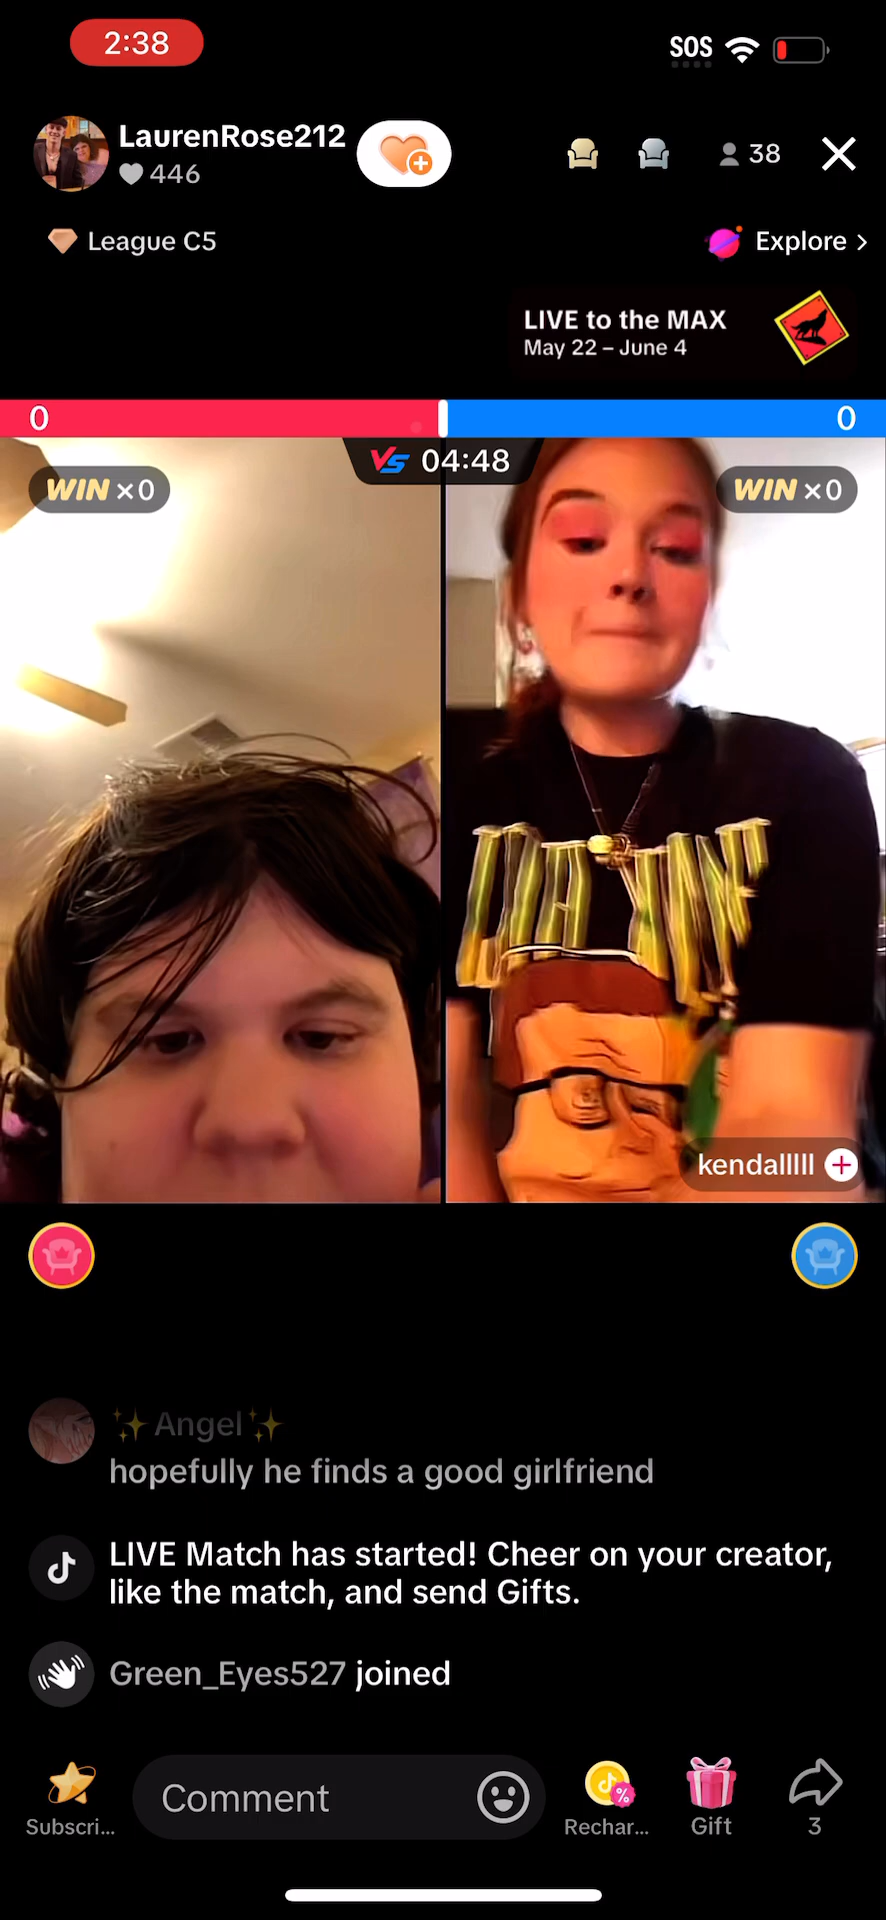 2:38
SOS
LaurenRose212
446
38
League C5
Explore >
LIVE to the MAX
May 22 – June 4
0
0
VS 04:48
WIN ×0
WIN ×0
kendalllll
✨Angel✨
hopefully he finds a good girlfriend
LIVE Match has started! Cheer on your creator,
like the match, and send Gifts.
Green_Eyes527 joined
Comment
Subscri...
Rechar...
Gift
3